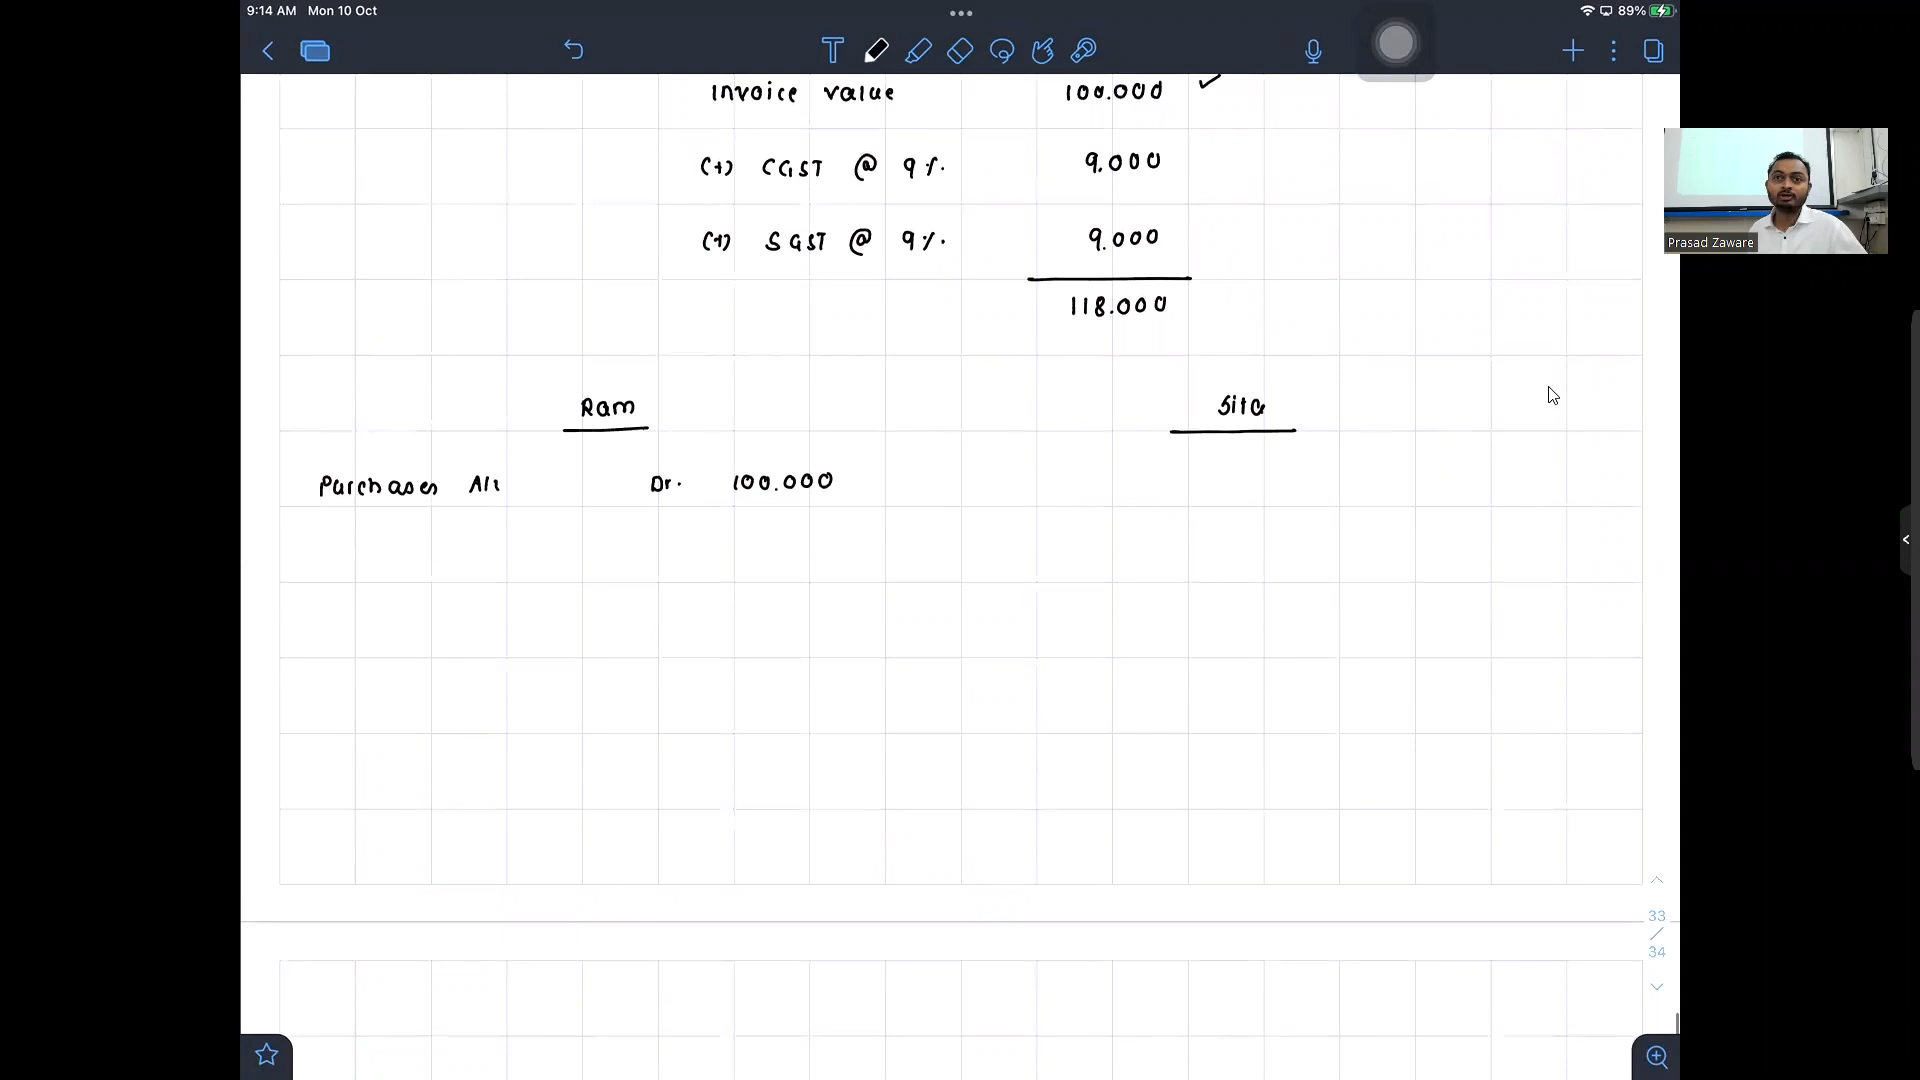 9:14 AM Mon 10 Oct
89%
Invoice value 100.000
(+) CGST @ 9%. 9.000
(+) SGST @ 9%. 9.000
118.000
Ram
Sita
Purchases A/c Dr. 100.000
Prasad Zaware
33
/
34